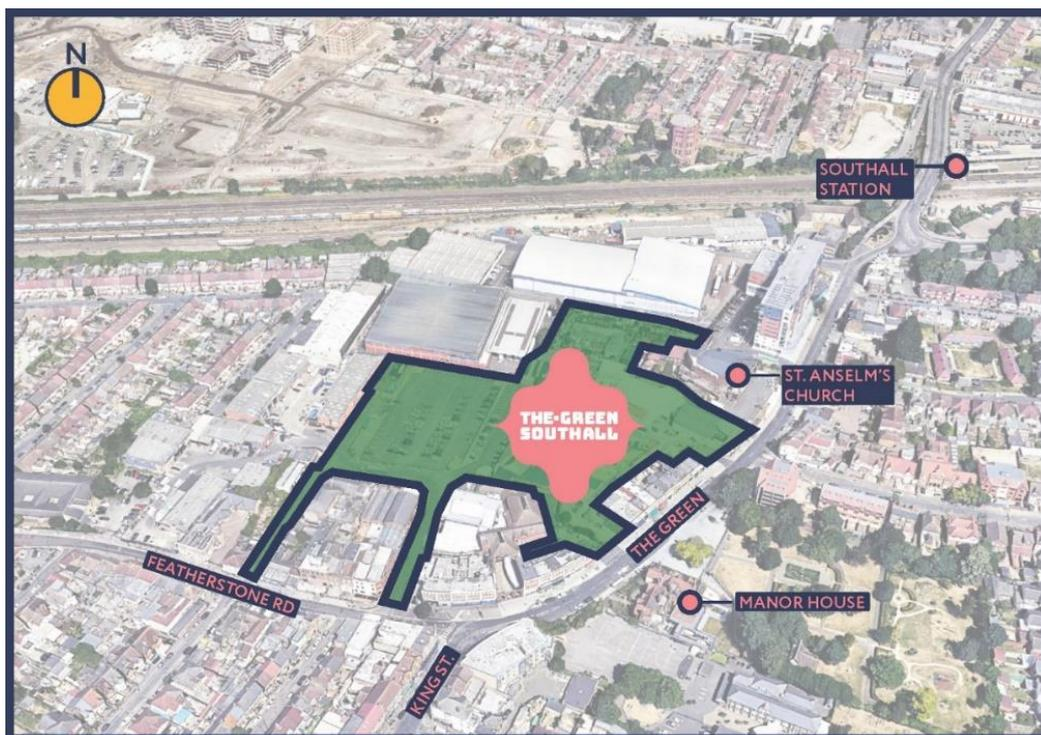 N
SOUTHALL
STATION
ST. ANSELM'S
CHURCH
THE GREEN
SOUTHALL
THE GREEN
FEATHERSTONE RD
MANOR HOUSE
KING ST.